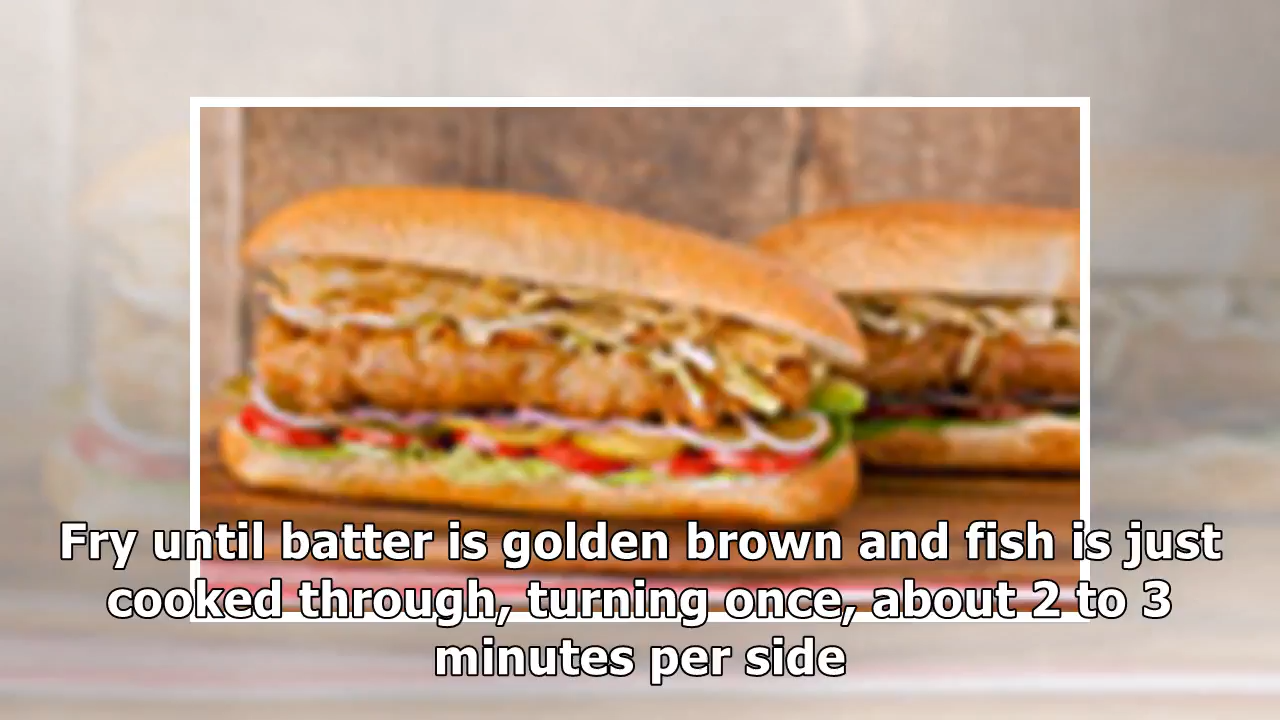 Fry until batter is golden brown and fish is just
cooked through, turning once, about 2 to 3
minutes per side